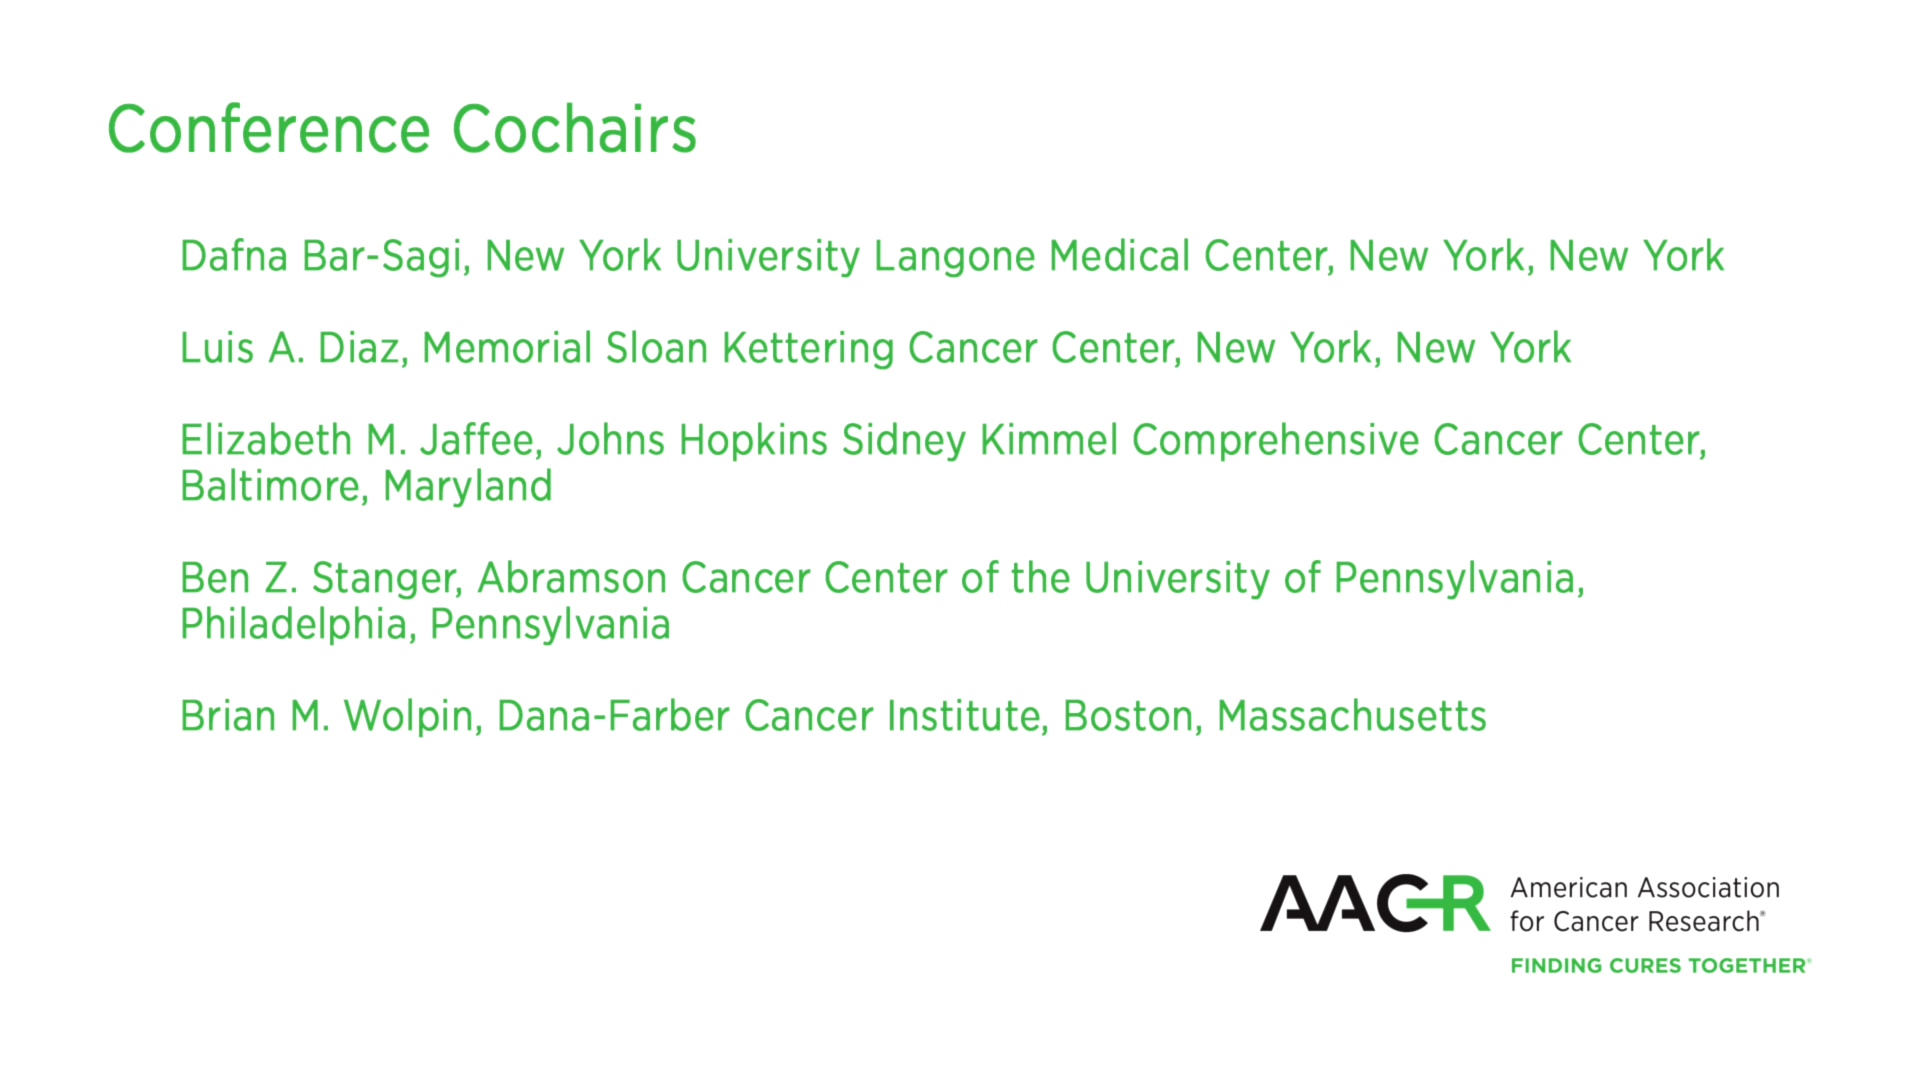 Conference Cochairs
Dafna Bar-Sagi, New York University Langone Medical Center, New York, New York
Luis A. Diaz, Memorial Sloan Kettering Cancer Center, New York, New York
Elizabeth M. Jaffee, Johns Hopkins Sidney Kimmel Comprehensive Cancer Center,
Baltimore, Maryland
Ben Z. Stanger, Abramson Cancer Center of the University of Pennsylvania,
Philadelphia, Pennsylvania
Brian M. Wolpin, Dana-Farber Cancer Institute, Boston, Massachusetts
AACR
American Association
for Cancer Research®
FINDING CURES TOGETHER®